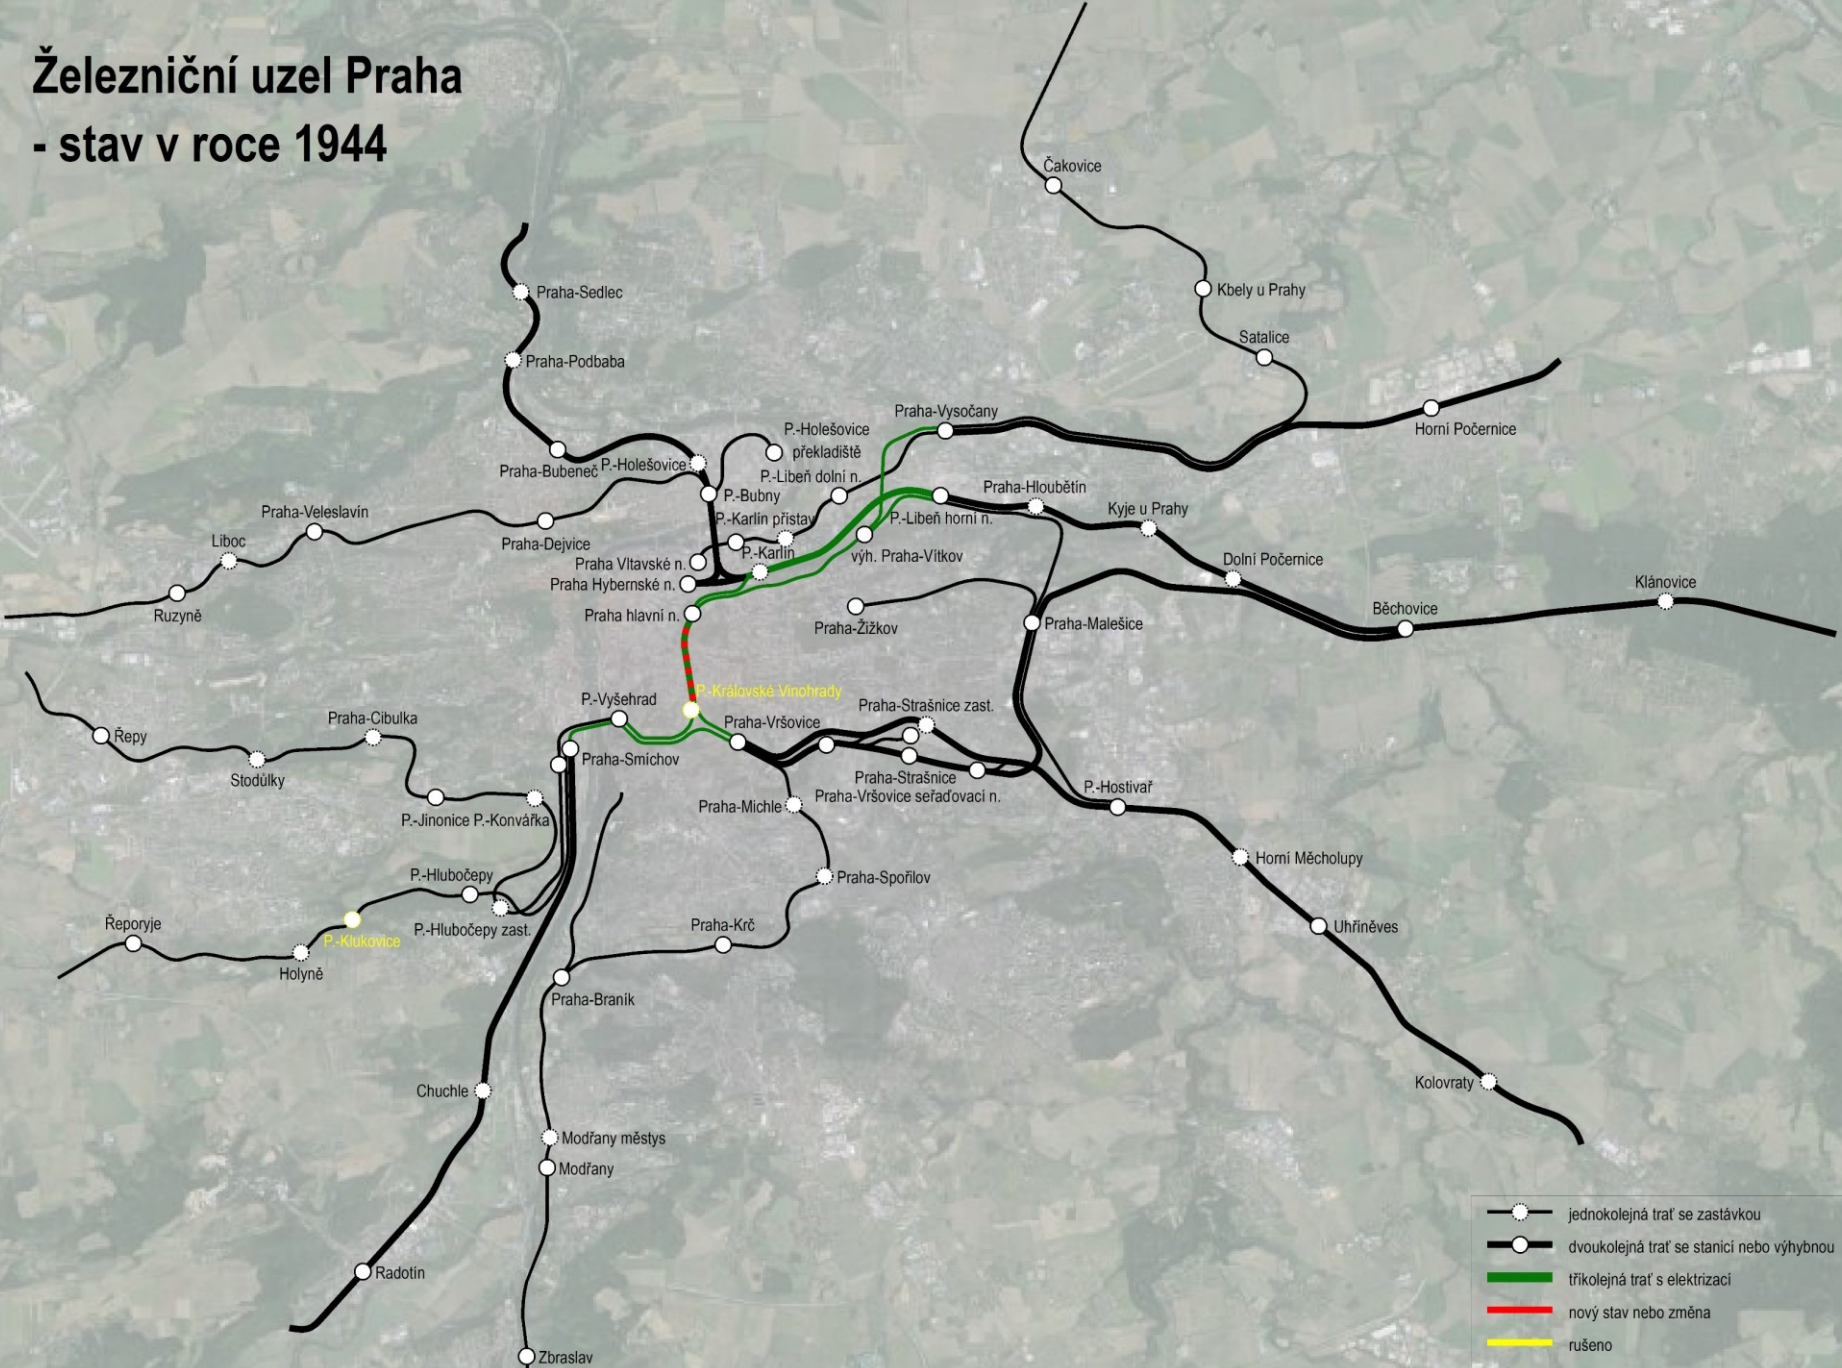 Železniční uzel Praha
- stav v roce 1944
Čakovice
Praha-Sedlec
Kbely u Prahy
Satalice
Praha-Podbaba
Praha-Vysočany
Horní Počernice
P.-Holešovice
překladiště
Praha-Bubeneč
P.-Holešovice
P.-Libeň dolní n.
P.-Bubny
Praha-Hloubětín
Kyje u Prahy
Praha-Veleslavín
P.-Karlín přístav
P.-Libeň horní n.
Liboc
Praha-Dejvice
P.-Karlín
výh. Praha-Vítkov
Praha Vltavské n.
Dolní Počernice
Praha Hybernské n.
Klánovice
Ruzyně
Praha hlavní n.
Praha-Žižkov
Praha-Malešice
Běchovice
P.-Královské Vinohrady
P.-Vyšehrad
Praha-Strašnice zast.
Praha-Cibulka
Praha-Vršovice
Řepy
Praha-Smíchov
Stodůlky
Praha-Strašnice
P.-Hostivař
Praha-Vršovice seřaďovací n.
Praha-Michle
P.-Jinonice
P.-Konvářka
Horní Měcholupy
P.-Hlubočepy
Praha-Spořilov
Řeporyje
P.-Hlubočepy zast.
Praha-Krč
Uhříněves
P.-Klukovice
Holyně
Praha-Braník
Chuchle
Kolovraty
Modřany městys
Modřany
Radotín
Zbraslav
jednokolejná trať se zastávkou
dvoukolejná trať se stanicí nebo výhybnou
tříkolejná trať s elektrizací
nový stav nebo změna
rušeno